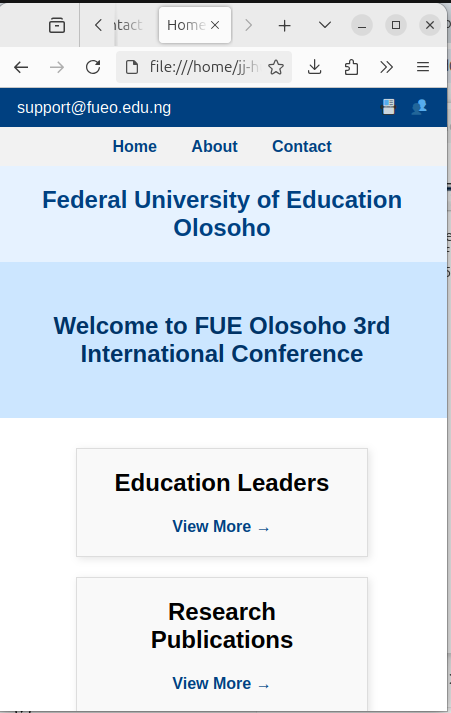 ntact
Home
file:///home/jj-h
support@fueo.edu.ng
Home About Contact
Federal University of Education
Olosoho
Welcome to FUE Olosoho 3rd
International Conference
Education Leaders
View More →
Research
Publications
View More →